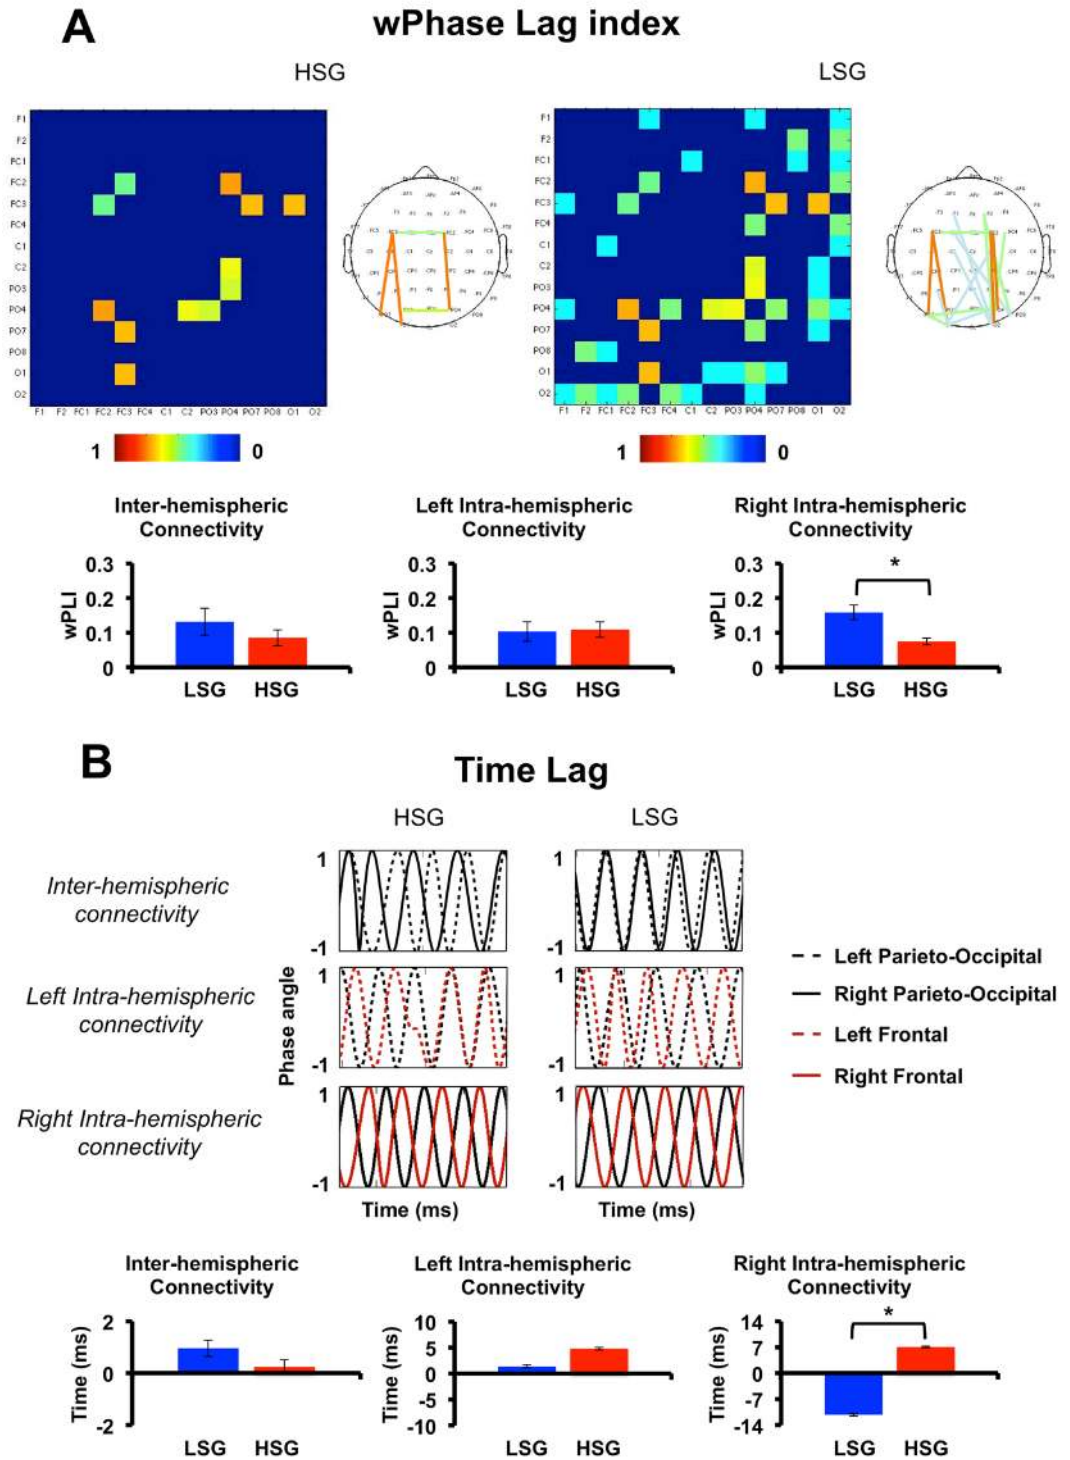 A
wPhase Lag index
HSG
LSG
F1
F2
FC1
FC2
FC3
FC4
C1
C2
PO3
PO4
PO7
PO8
O1
O2
F1 F2 FC1 FC2 FC3 FC4 C1 C2 PO3 PO4 PO7 PO8 O1 O2
F1
F2
FC1
FC2
FC3
FC4
C1
C2
PO3
PO4
PO7
PO8
O1
O2
F1 F2 FC1 FC2 FC3 FC4 C1 C2 PO3 PO4 PO7 PO8 O1 O2
1 0
1 0
Inter-hemispheric
Connectivity
wPLI
0.3
0.2
0.1
0
LSG HSG
Left Intra-hemispheric
Connectivity
wPLI
0.3
0.2
0.1
0
LSG HSG
Right Intra-hemispheric
Connectivity
wPLI
0.3
0.2
0.1
0
*
LSG HSG
B
Time Lag
HSG
LSG
Inter-hemispheric
connectivity
1
-1
1
-1
Left Intra-hemispheric
connectivity
Phase angle
1
-1
1
-1
Right Intra-hemispheric
connectivity
1
-1
1
-1
Time (ms)
Time (ms)
Left Parieto-Occipital
Right Parieto-Occipital
Left Frontal
Right Frontal
Inter-hemispheric
Connectivity
Time (ms)
2
0
-2
LSG HSG
Left Intra-hemispheric
Connectivity
Time (ms)
10
5
0
-5
-10
LSG HSG
Right Intra-hemispheric
Connectivity
Time (ms)
14
7
0
-7
-14
*
LSG HSG